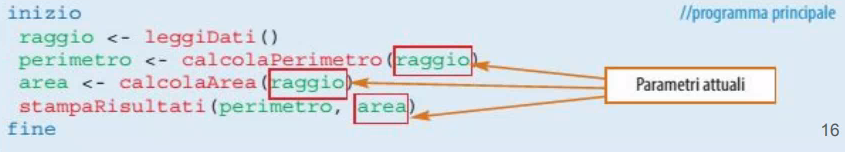 inizio //programma principale
raggio <- leggiDati()
perimetro <- calcolaPerimetro(raggio)
area <- calcolaArea(raggio)
Parametri attuali
stampaRisultati(perimetro, area)
fine
16